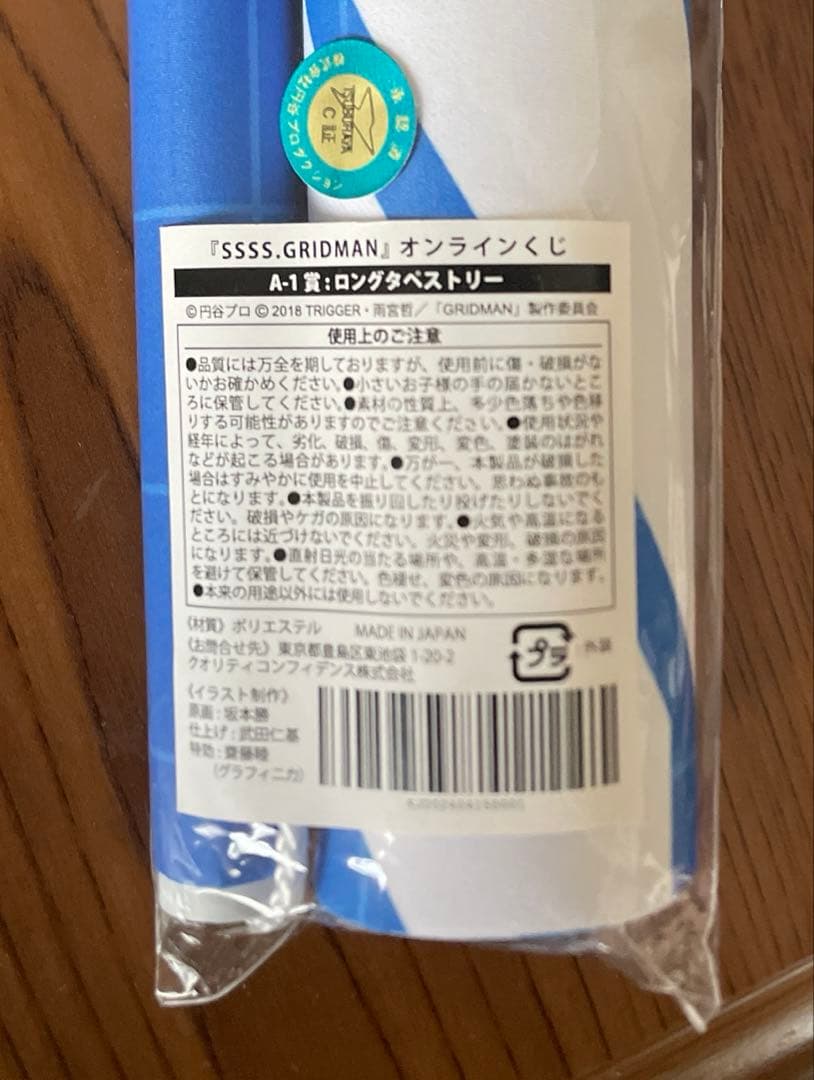 承認済
株式会社円谷プロダクション
TSUBURAYA
C証
『SSSS.GRIDMAN』オンラインくじ
A-1賞:ロングタペストリー
©円谷プロ © 2018 TRIGGER・雨宮哲/「GRIDMAN」製作委員会
使用上のご注意
●品質には万全を期しておりますが、使用前に傷・破損がな
いかお確かめください。●小さいお子様の手の届かないとこ
ろに保管してください。●素材の性質上、多少色落ちや色移
りする可能性がありますのでご注意ください。●使用状況や
経年によって、劣化、破損、傷、変形、変色、塗装のはがれ
などが起こる場合があります。●万が一、本製品が破損した
場合はすみやかに使用を中止してください。思わぬ事故のも
とになります。●本製品を振り回したり投げたりしないでく
ださい。破損やケガの原因になります。●火気や高温になる
ところには近づけないでください。火災や変形、破損の原因
になります。●直射日光の当たる場所や、高温・多湿な場所
を避けて保管してください。色褪せ、変色の原因になります。
●本来の用途以外には使用しないでください。
《材質》ポリエステル MADE IN JAPAN
《お問合せ先》東京都豊島区東池袋 1-20-2
クオリティコンフィデンス株式会社
プラ 外袋
《イラスト制作》
原画:坂本勝
仕上げ:武田仁基
特効:齋藤睦
(グラフィニカ)